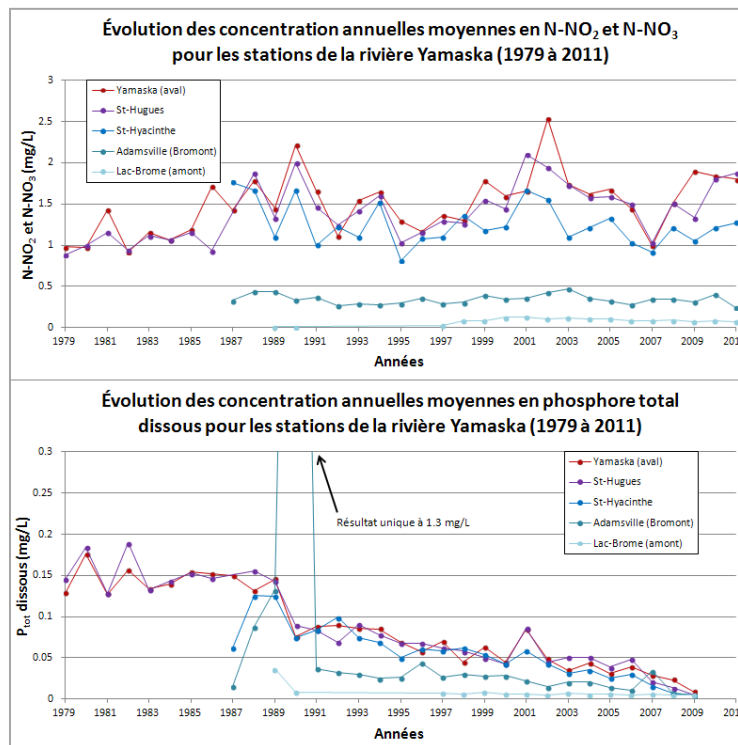 Évolution des concentration annuelles moyennes en N-NO₂ et N-NO₃
pour les stations de la rivière Yamaska (1979 à 2011)
N-NO₂ et N-NO₃ (mg/L)
3
2.5
2
1.5
1
0.5
0
Yamaska (aval)
St-Hugues
St-Hyacinthe
Adamsville (Bromont)
Lac-Brome (amont)
1979 1981 1983 1985 1987 1989 1991 1993 1995 1997 1999 2001 2003 2005 2007 2009 201
Années
Évolution des concentration annuelles moyennes en phosphore total
dissous pour les stations de la rivière Yamaska (1979 à 2011)
P_tot dissous (mg/L)
0.3
0.25
0.2
0.15
0.1
0.05
0
Résultat unique à 1.3 mg/L
Yamaska (aval)
St-Hugues
St-Hyacinthe
Adamsville (Bromont)
Lac-Brome (amont)
1979 1981 1983 1985 1987 1989 1991 1993 1995 1997 1999 2001 2003 2005 2007 2009 201
Années